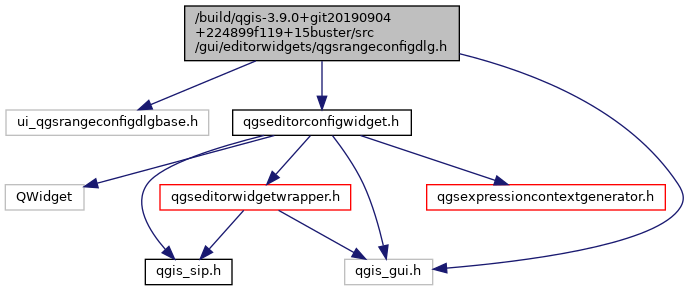 /build/qgis-3.9.0+git20190904
+224899f119+15buster/src
/gui/editorwidgets/qgsrangeconfigdlg.h
ui_qgsrangeconfigdlgbase.h
qgseditorconfigwidget.h
QWidget
qgseditorwidgetwrapper.h
qgsexpressioncontextgenerator.h
qgis_sip.h
qgis_gui.h